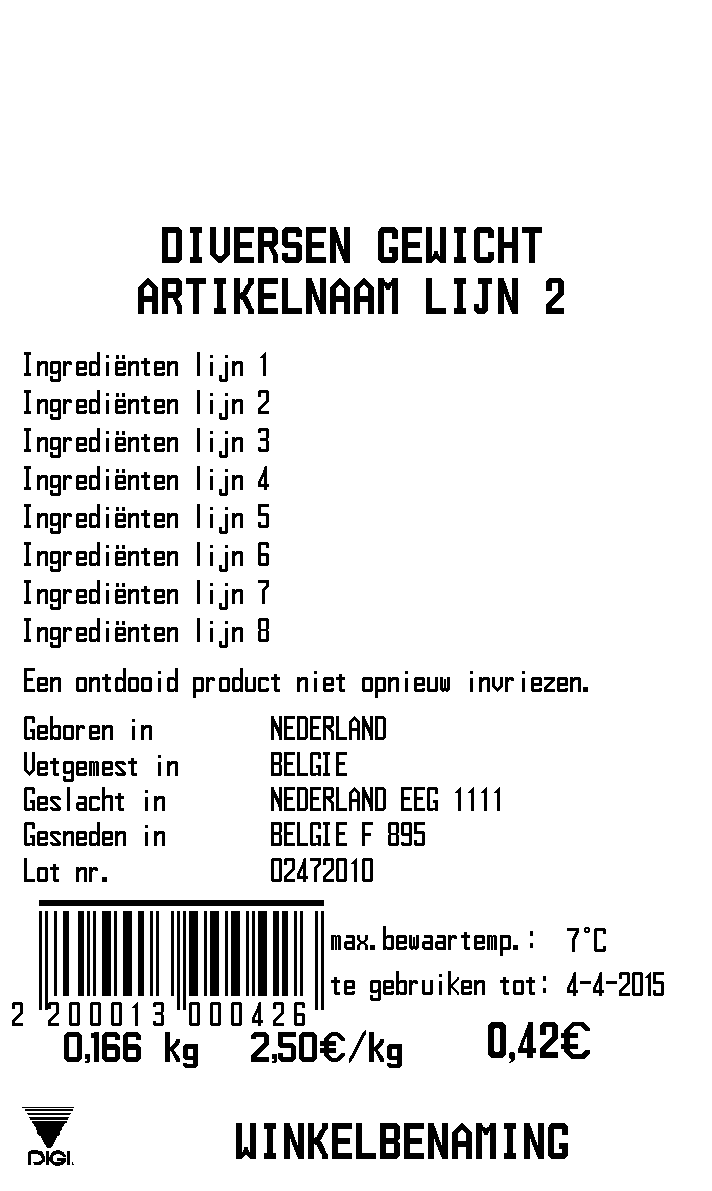 DIVERSEN GEWICHT
ARTIKELNAAM LIJN 2
Ingrediënten lijn 1
Ingrediënten lijn 2
Ingrediënten lijn 3
Ingrediënten lijn 4
Ingrediënten lijn 5
Ingrediënten lijn 6
Ingrediënten lijn 7
Ingrediënten lijn 8
Een ontdooid product niet opnieuw invriezen.
Geboren in NEDERLAND
Vetgemest in BELGIE
Geslacht in NEDERLAND EEG 1111
Gesneden in BELGIE F 895
Lot nr. 02472010
max.bewaartemp.: 7°C
te gebruiken tot: 4-4-2015
2 200013 000426
0,166 kg 2,50€/kg 0,42€
DIGI. WINKELBENAMING